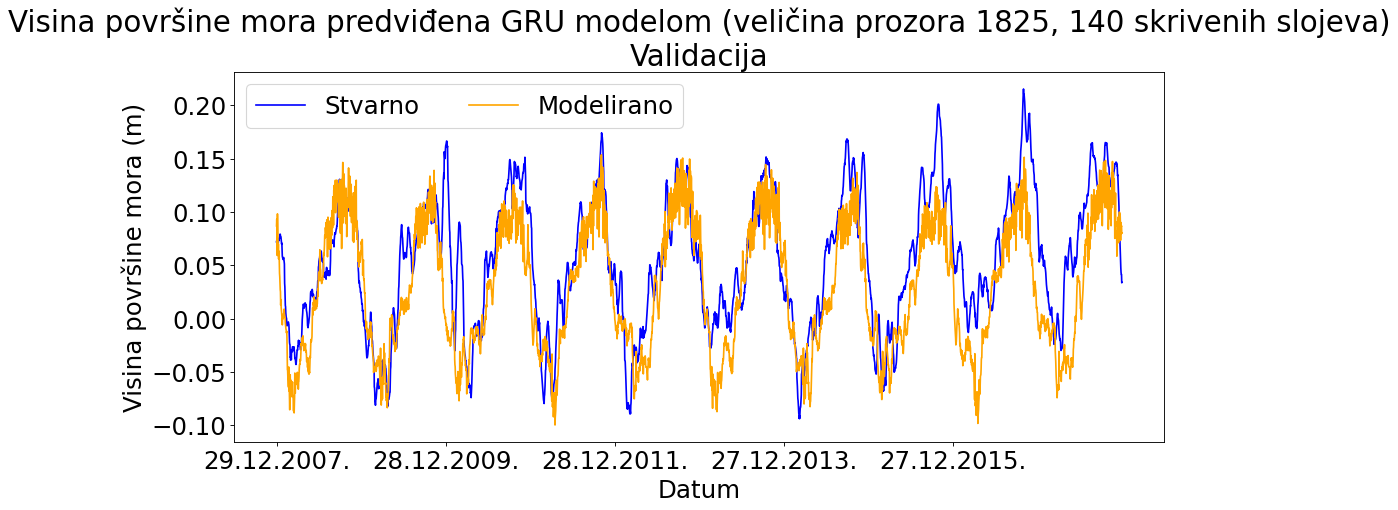 Visina površine mora predviđena GRU modelom (veličina prozora 1825, 140 skrivenih slojeva)
Validacija
Stvarno Modelirano
Visina površine mora (m)
0.20
0.15
0.10
0.05
0.00
−0.05
−0.10
29.12.2007. 28.12.2009. 28.12.2011. 27.12.2013. 27.12.2015.
Datum